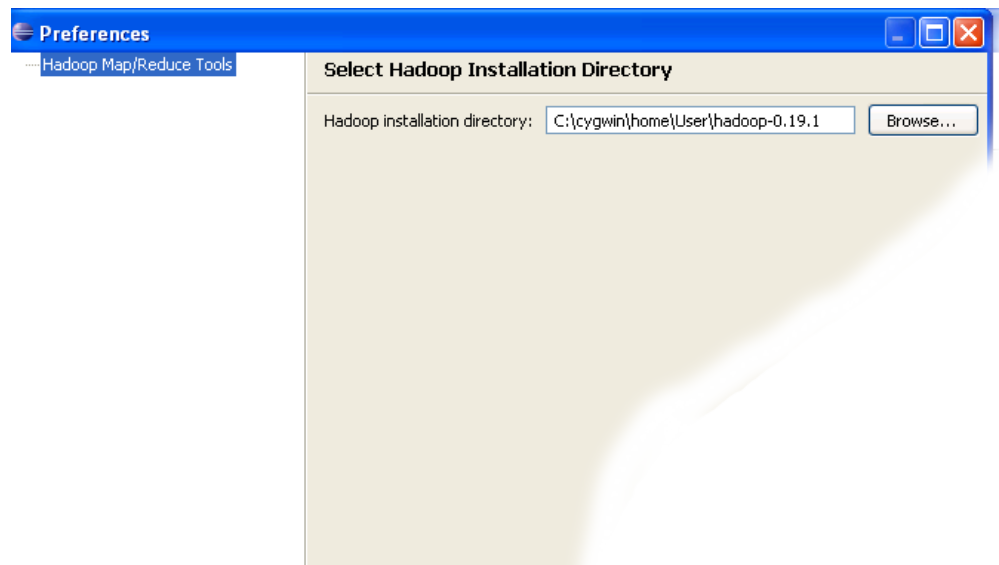 Preferences
Hadoop Map/Reduce Tools
Select Hadoop Installation Directory
Hadoop installation directory: C:\cygwin\home\User\hadoop-0.19.1 Browse...